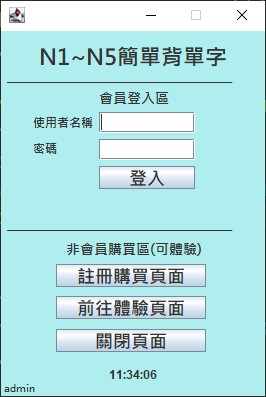 N1~N5簡單背單字
會員登入區
使用者名稱
密碼
登入
非會員購買區(可體驗)
註冊購買頁面
前往體驗頁面
關閉頁面
11:34:06
admin